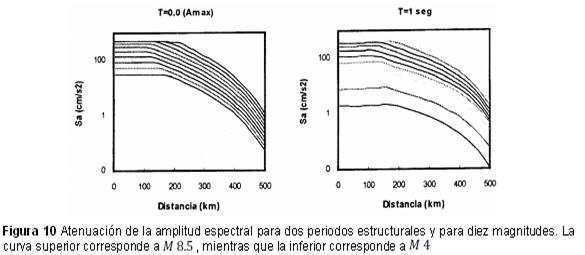 T=0.0 (Amax)
Sa (cm/s2)
100
1
0
0 100 200 300 400 500
Distancia (km)
T=1 seg
Sa (cm/s2)
100
1
0
0 100 200 300 400 500
Distancia (km)
Figura 10 Atenuación de la amplitud espectral para dos periodos estructurales y para diez magnitudes. La
curva superior corresponde a M 8.5 , mientras que la inferior corresponde a M 4